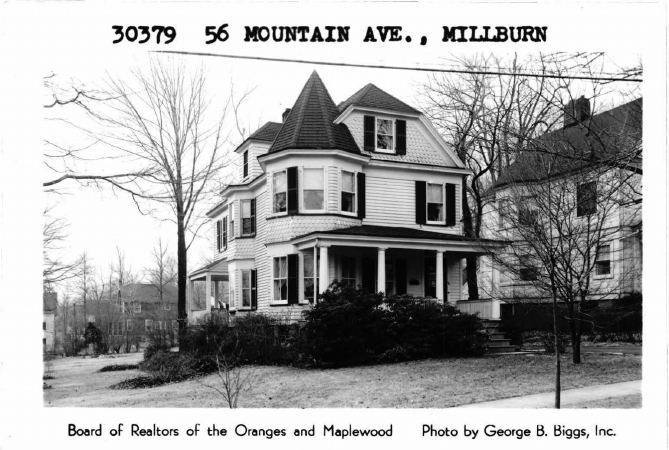 30379 56 MOUNTAIN AVE., MILLBURN
Board of Realtors of the Oranges and Maplewood Photo by George B. Biggs, Inc.